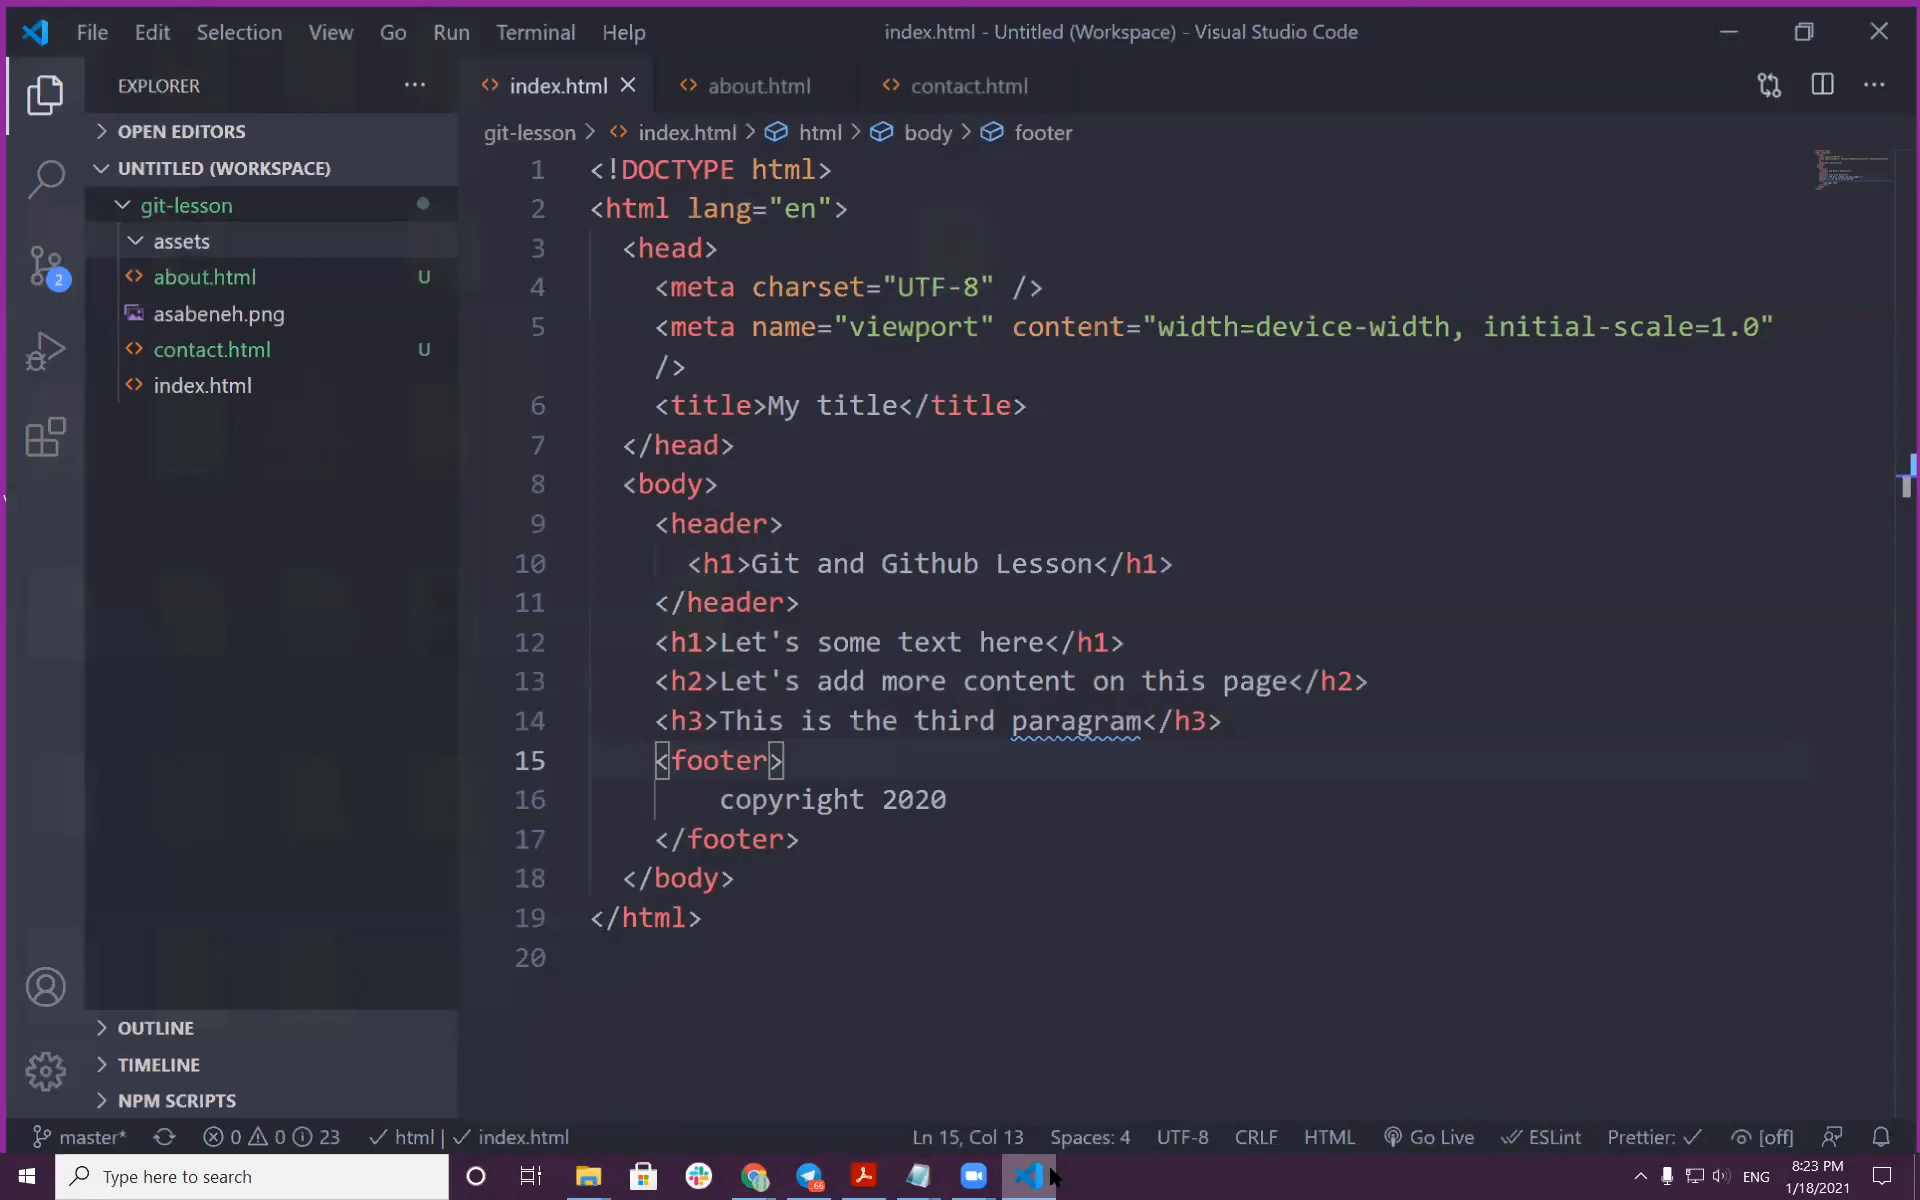 File Edit Selection View Go Run Terminal Help
index.html - Untitled (Workspace) - Visual Studio Code
EXPLORER
OPEN EDITORS
UNTITLED (WORKSPACE)
git-lesson
assets
about.html U
asabeneh.png
contact.html U
index.html
2
OUTLINE
TIMELINE
NPM SCRIPTS
index.html about.html contact.html
git-lesson > index.html > html > body > footer
1 <!DOCTYPE html>
2 <html lang="en">
3 <head>
4 <meta charset="UTF-8" />
5 <meta name="viewport" content="width=device-width, initial-scale=1.0"
/>
6 <title>My title</title>
7 </head>
8 <body>
9 <header>
10 <h1>Git and Github Lesson</h1>
11 </header>
12 <h1>Let's some text here</h1>
13 <h2>Let's add more content on this page</h2>
14 <h3>This is the third paragram</h3>
15 <footer>
16 copyright 2020
17 </footer>
18 </body>
19 </html>
20
master* 0 0 23 html | index.html Ln 15, Col 13 Spaces: 4 UTF-8 CRLF HTML Go Live ESLint Prettier: [off]
Type here to search
66
ENG
8:23 PM
1/18/2021